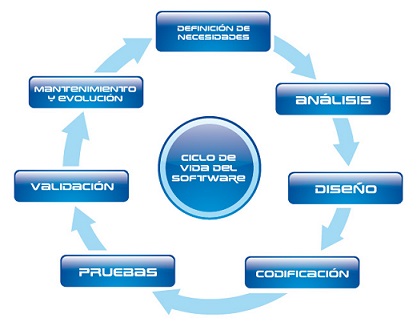 DEFINICIÓN DE
NECESIDADES
ANÁLISIS
DISEÑO
CODIFICACIÓN
PRUEBAS
VALIDACIÓN
MANTENIMIENTO
Y EVOLUCIÓN
CICLO DE
VIDA DEL
SOFTWARE